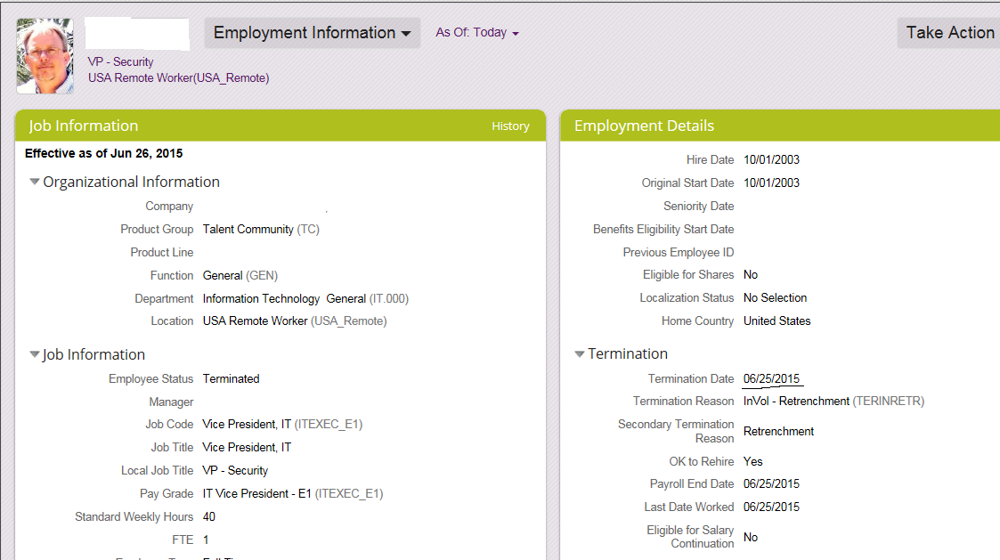 Employment Information
As Of: Today
Take Action
VP - Security
USA Remote Worker(USA_Remote)
Job Information
History
Effective as of Jun 26, 2015
Organizational Information
Company
Product Group Talent Community (TC)
Product Line
Function General (GEN)
Department Information Technology General (IT.000)
Location USA Remote Worker (USA_Remote)
Job Information
Employee Status Terminated
Manager
Job Code Vice President, IT (ITEXEC_E1)
Job Title Vice President, IT
Local Job Title VP - Security
Pay Grade IT Vice President - E1 (ITEXEC_E1)
Standard Weekly Hours 40
FTE 1
Employment Details
Hire Date 10/01/2003
Original Start Date 10/01/2003
Seniority Date
Benefits Eligibility Start Date
Previous Employee ID
Eligible for Shares No
Localization Status No Selection
Home Country United States
Termination
Termination Date 06/25/2015
Termination Reason InVol - Retrenchment (TERINRETR)
Secondary Termination
Reason Retrenchment
OK to Rehire Yes
Payroll End Date 06/25/2015
Last Date Worked 06/25/2015
Eligible for Salary
Continuation No